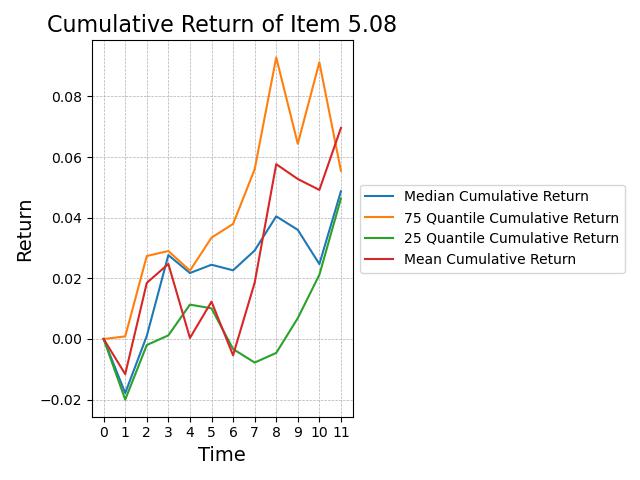 Cumulative Return of Item 5.08
0.08
0.06
0.04
0.02
0.00
−0.02
Return
0 1 2 3 4 5 6 7 8 9 10 11
Time
Median Cumulative Return
75 Quantile Cumulative Return
25 Quantile Cumulative Return
Mean Cumulative Return